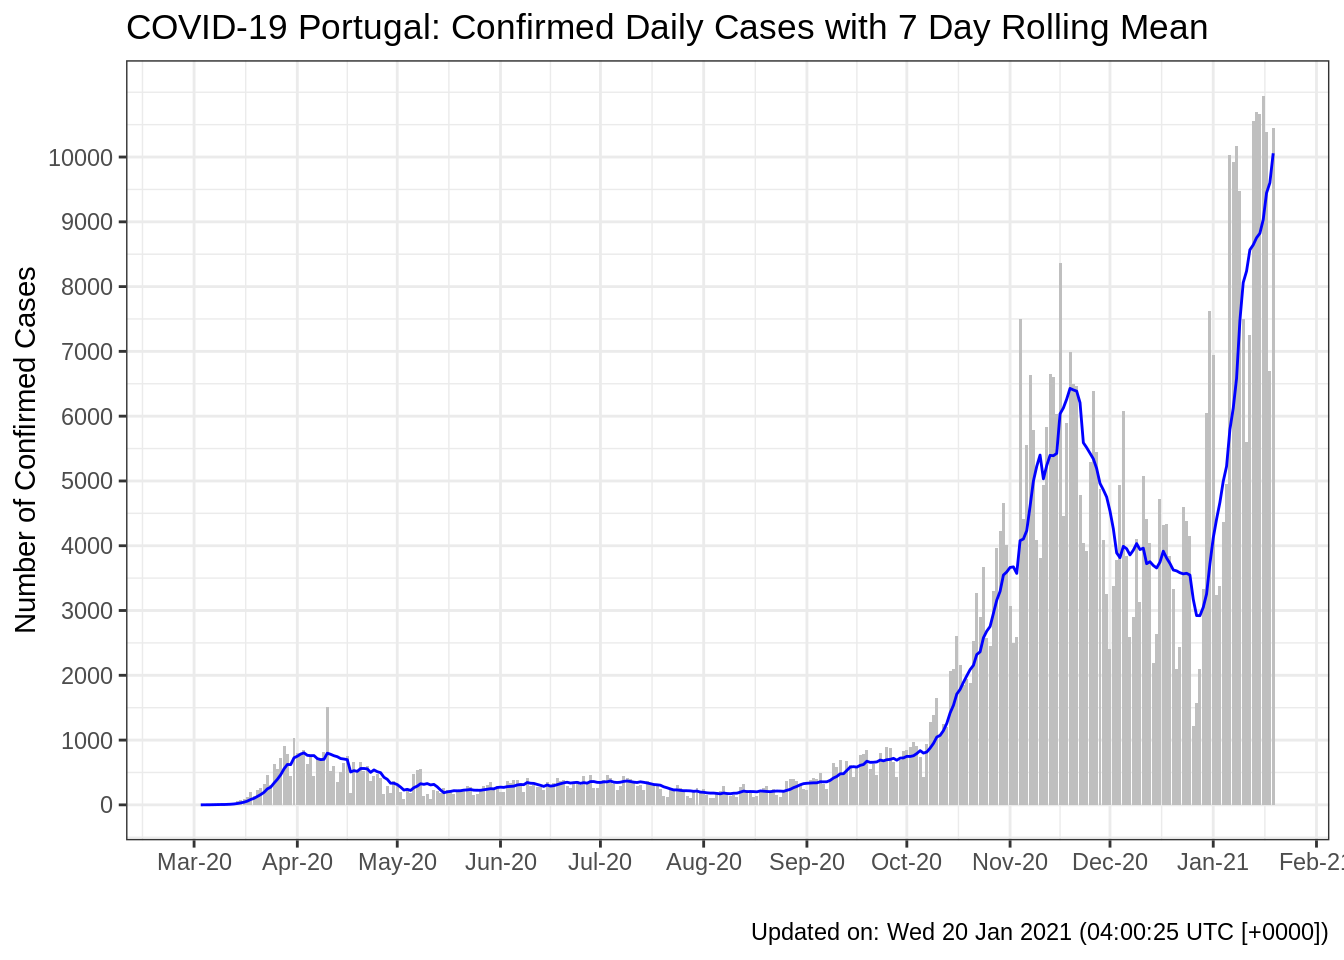 COVID-19 Portugal: Confirmed Daily Cases with 7 Day Rolling Mean
Number of Confirmed Cases
10000
9000
8000
7000
6000
5000
4000
3000
2000
1000
0
Mar-20 Apr-20 May-20 Jun-20 Jul-20 Aug-20 Sep-20 Oct-20 Nov-20 Dec-20 Jan-21 Feb-21
Updated on: Wed 20 Jan 2021 (04:00:25 UTC [+0000])